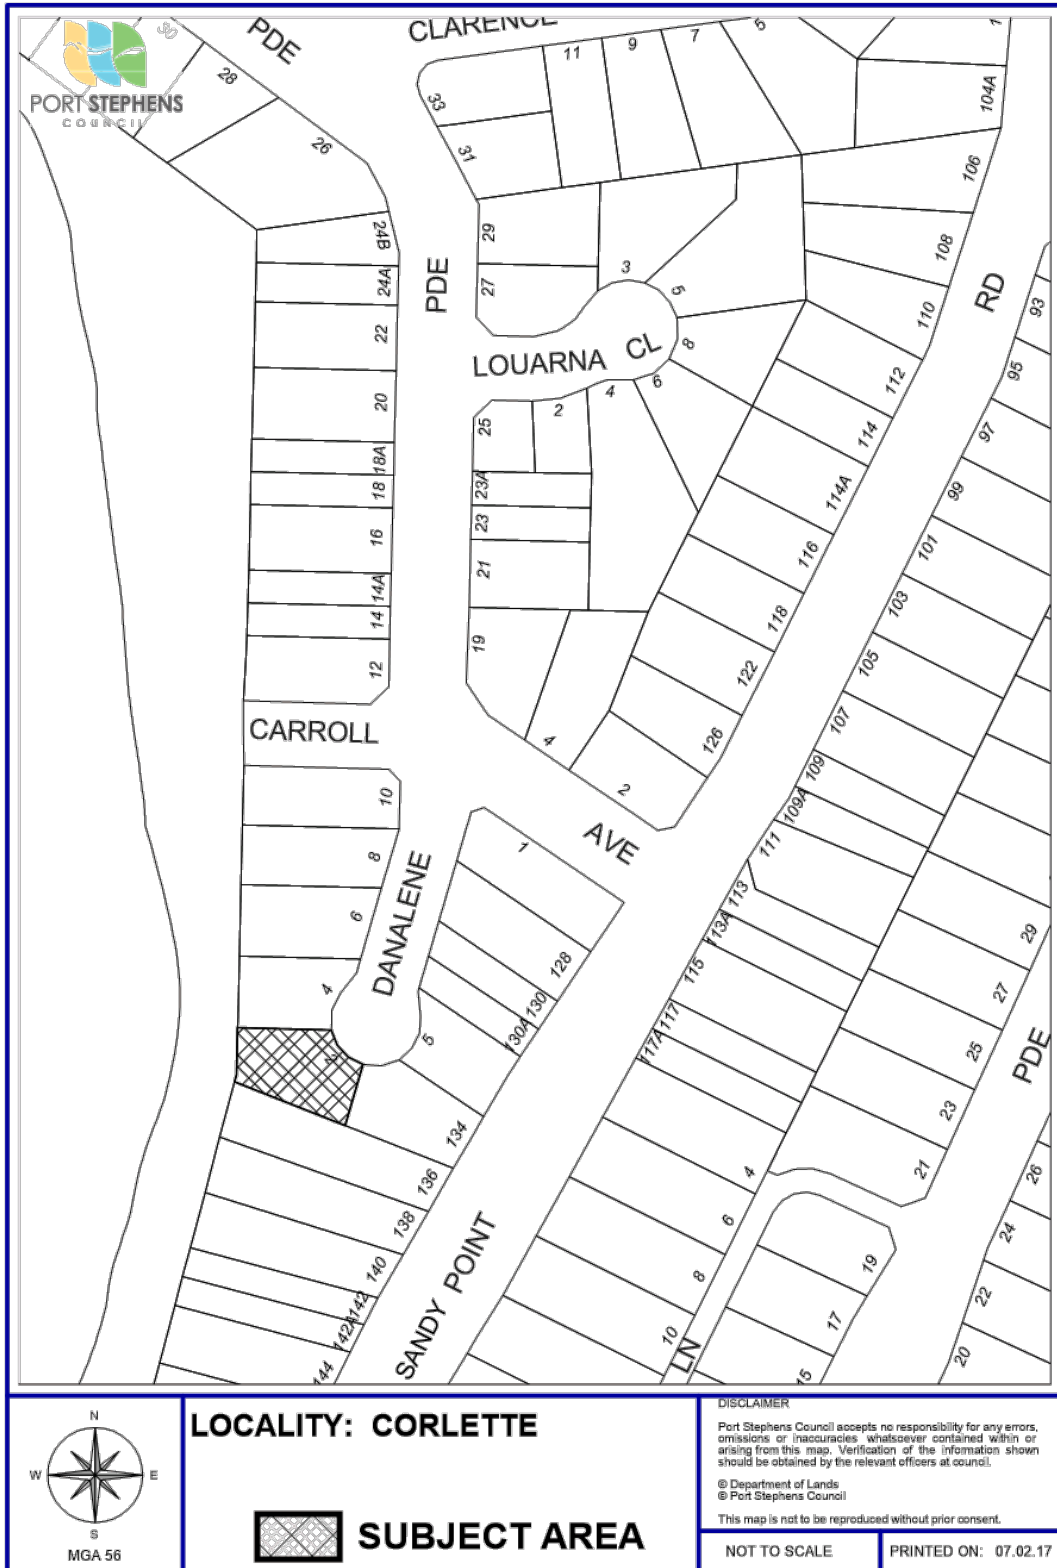 PORT STEPHENS
COUNCIL
30
28
26
PDE
CLARENCE
11
9
7
5
1
33
31
104A
106
108
110
112
114
114A
116
118
122
126
RD
29
27
3
5
8
6
4
2
LOUARNA CL
25
23A
23
21
19
PDE
24B
24A
22
20
18A
18
16
14A
14
12
CARROLL
4
2
AVE
93
95
97
99
101
103
105
107
109
109A
111
113
113A
115
117
117A
10
8
6
4
2
DANALENE
1
5
128
130
130A
134
136
138
140
142
142A
144
SANDY POINT
29
27
25
23
21
PDE
26
24
22
20
4
6
8
10
LN
19
17
15
N
W
E
S
MGA 56
LOCALITY: CORLETTE
SUBJECT AREA
DISCLAIMER
Port Stephens Council accepts no responsibility for any errors,
omissions or inaccuracies whatsoever contained within or
arising from this map. Verification of the information shown
should be obtained by the relevant officers at council.
© Department of Lands
© Port Stephens Council
This map is not to be reproduced without prior consent.
NOT TO SCALE
PRINTED ON: 07.02.17